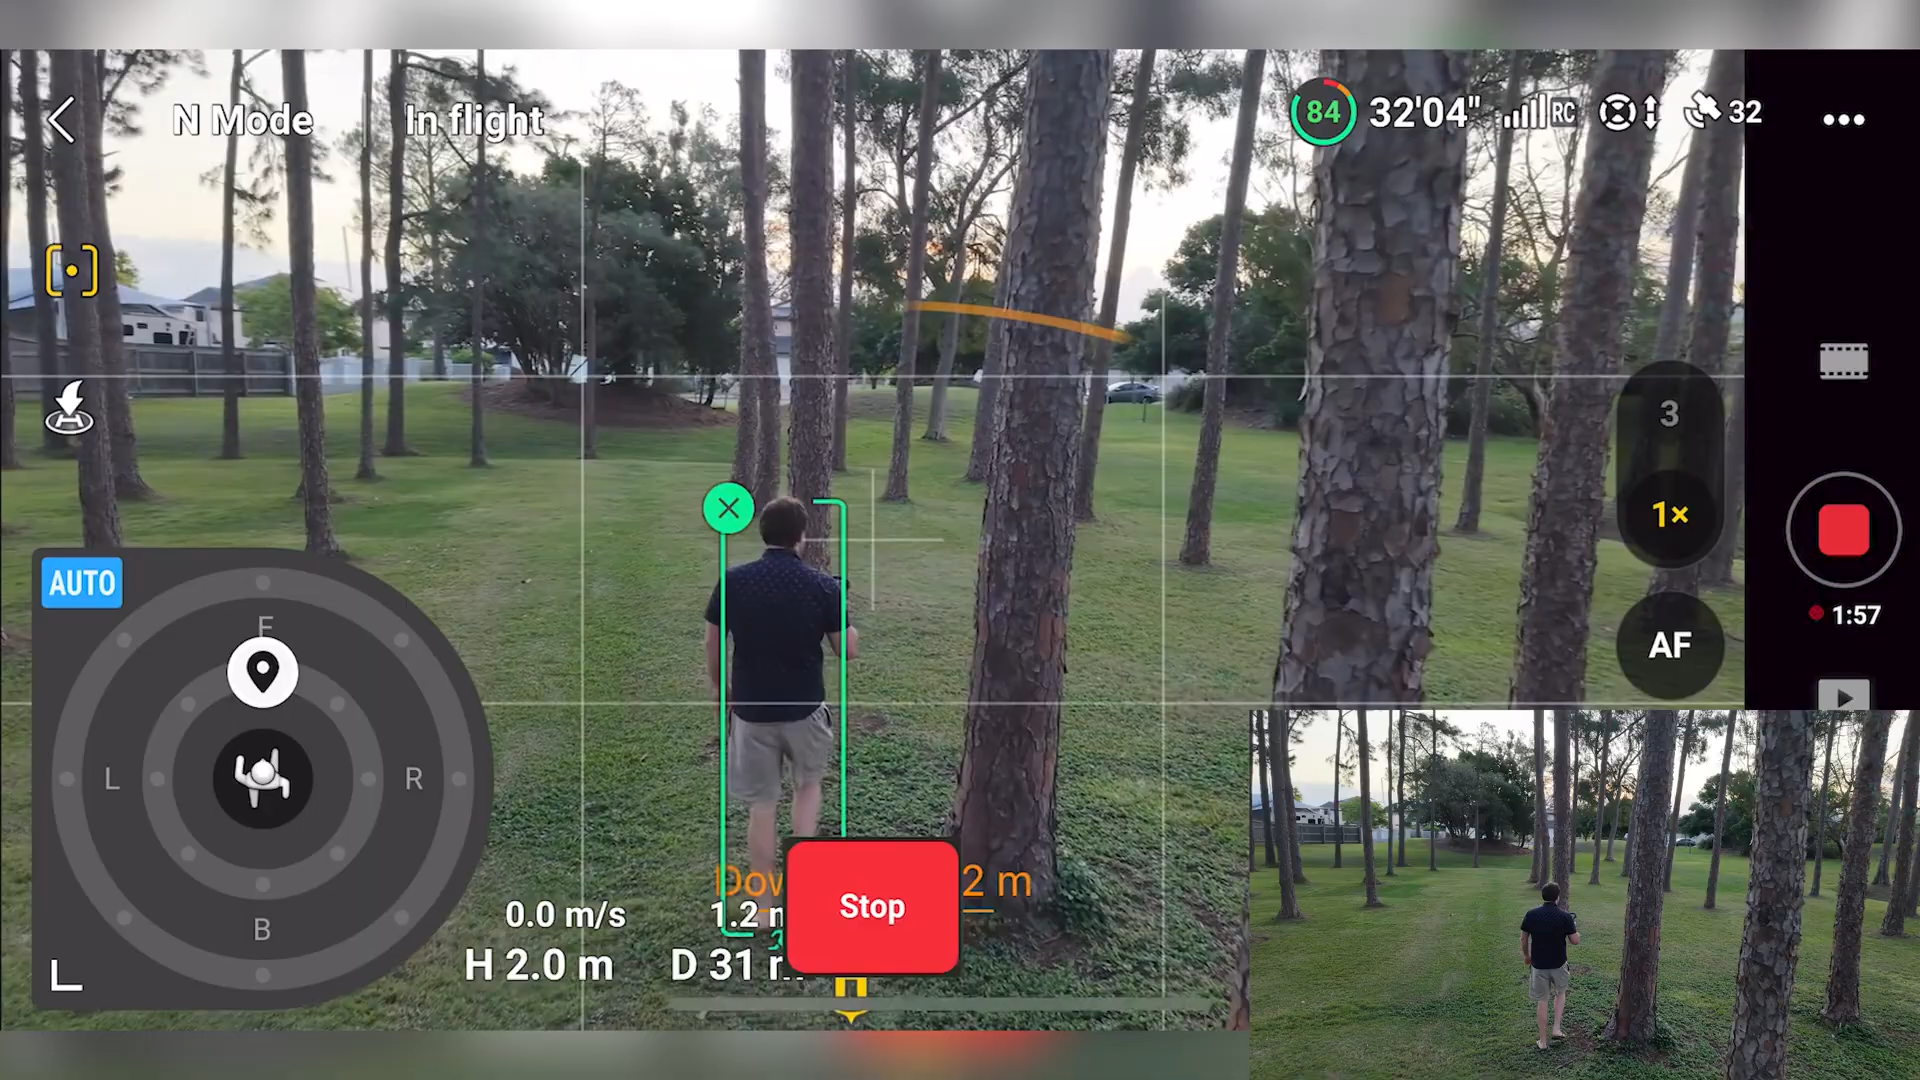 N Mode
In flight
84
32'04"
RC
32
3
1×
AF
1:57
AUTO
F
L
R
B
2 m
0.0 m/s
1.2
Stop
H 2.0 m
D 31